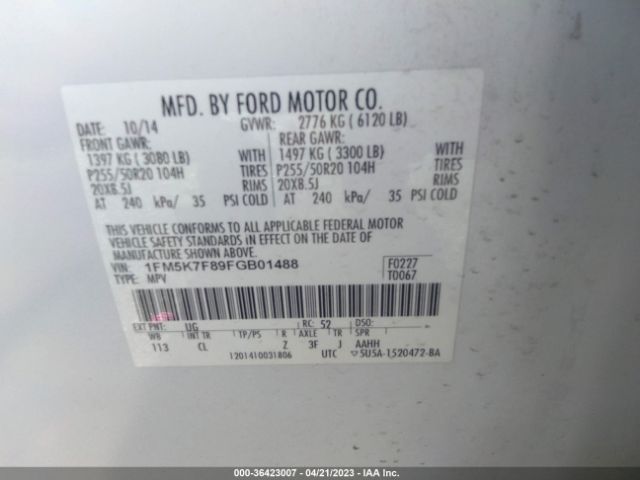 MFD. BY FORD MOTOR CO.
DATE: 10/14 GVWR: 2776 KG ( 6120 LB)
FRONT GAWR: REAR GAWR:
1397 KG ( 3080 LB) WITH 1497 KG ( 3300 LB) WITH
P255/50R20 104H TIRES P255/50R20 104H TIRES
20X8.5J RIMS 20X8.5J RIMS
AT 240 kPa/ 35 PSI COLD AT 240 kPa/ 35 PSI COLD
THIS VEHICLE CONFORMS TO ALL APPLICABLE FEDERAL MOTOR
VEHICLE SAFETY STANDARDS IN EFFECT ON THE DATE OF
MANUFACTURE SHOWN ABOVE.
VIN: 1FM5K7F89FGB01488 F0227
TYPE: MPV T0067
EXT PNT: UG RC: 52 DSO:
WB INT TR TP/PS R AXLE TR SPR
113 CL Z 3F J AAHH
1201410031806 UTC 5U5A-1520472-BA
000-36423007 - 04/21/2023 - IAA Inc.